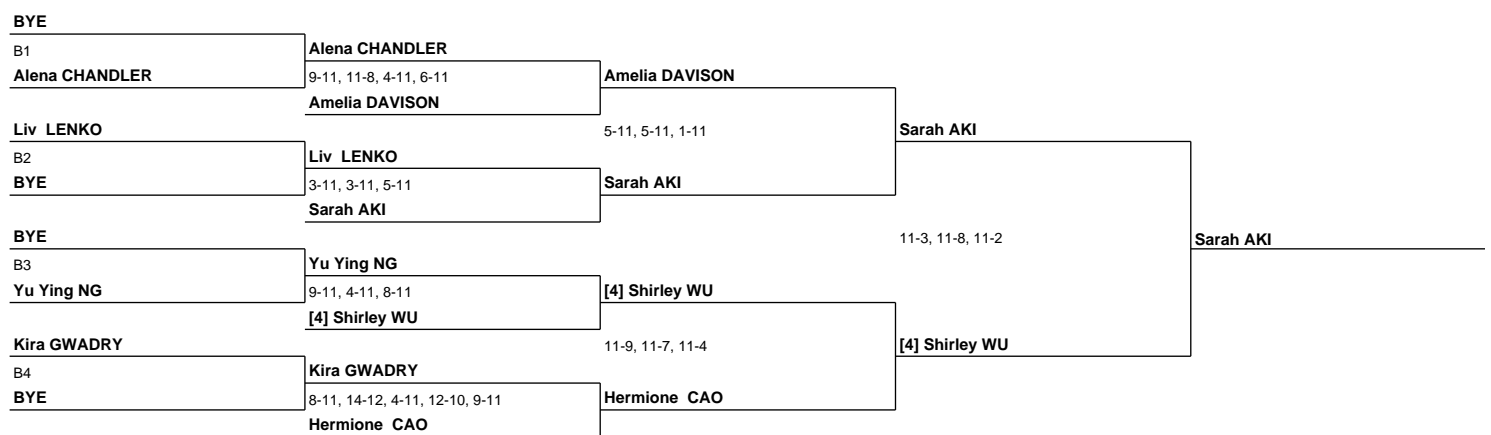 BYE
B1
Alena CHANDLER
Alena CHANDLER
9-11, 11-8, 4-11, 6-11
Amelia DAVISON
Amelia DAVISON
Liv LENKO
5-11, 5-11, 1-11
Sarah AKI
B2
Liv LENKO
BYE
3-11, 3-11, 5-11
Sarah AKI
Sarah AKI
BYE
11-3, 11-8, 11-2
Sarah AKI
B3
Yu Ying NG
Yu Ying NG
9-11, 4-11, 8-11
[4] Shirley WU
[4] Shirley WU
Kira GWADRY
11-9, 11-7, 11-4
[4] Shirley WU
B4
Kira GWADRY
BYE
8-11, 14-12, 4-11, 12-10, 9-11
Hermione CAO
Hermione CAO